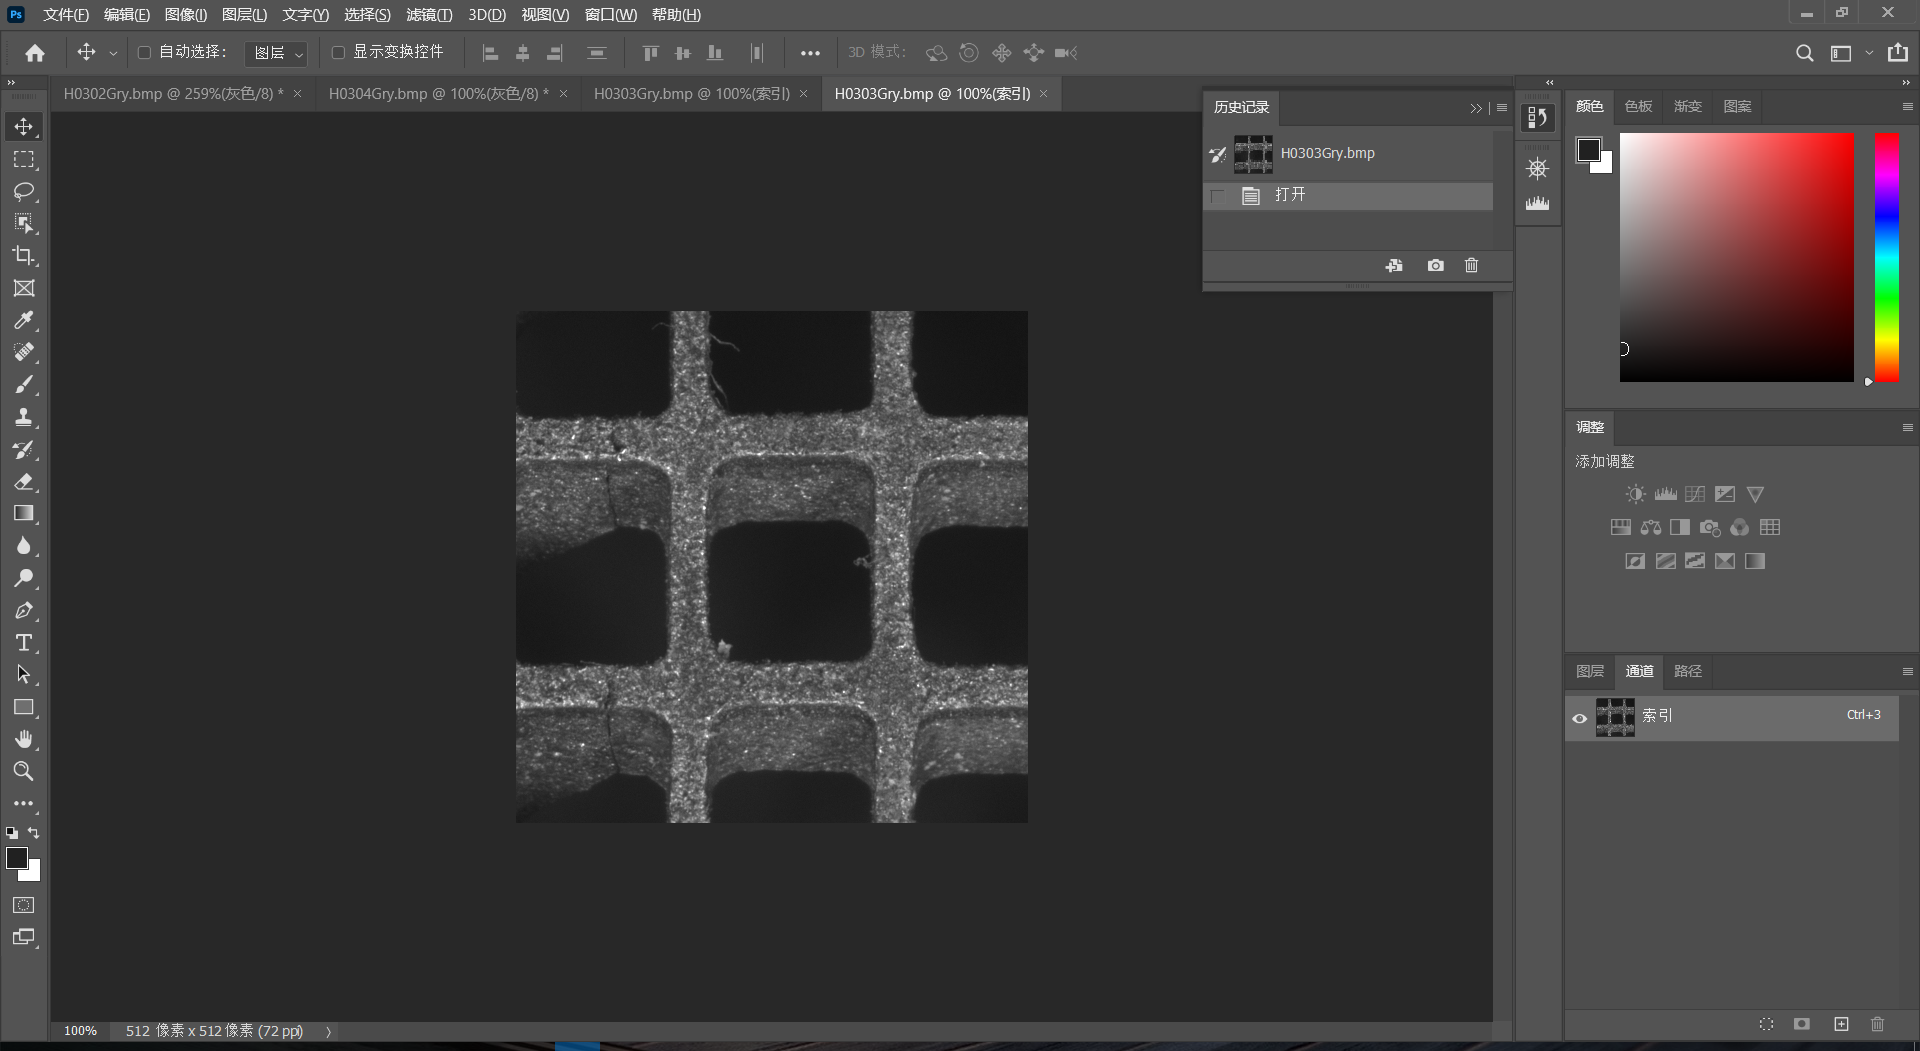 Ps 文件(F) 编辑(E) 图像(I) 图层(L) 文字(Y) 选择(S) 滤镜(T) 3D(D) 视图(V) 窗口(W) 帮助(H)
自动选择： 图层 显示变换控件 3D 模式：
H0302Gry.bmp @ 259%(灰色/8) * × H0304Gry.bmp @ 100%(灰色/8) * × H0303Gry.bmp @ 100%(索引) × H0303Gry.bmp @ 100%(索引) ×
历史记录
H0303Gry.bmp
打开
颜色 色板 渐变 图案
调整
添加调整
图层 通道 路径
索引 Ctrl+3
100% 512 像素 x 512 像素 (72 ppi)